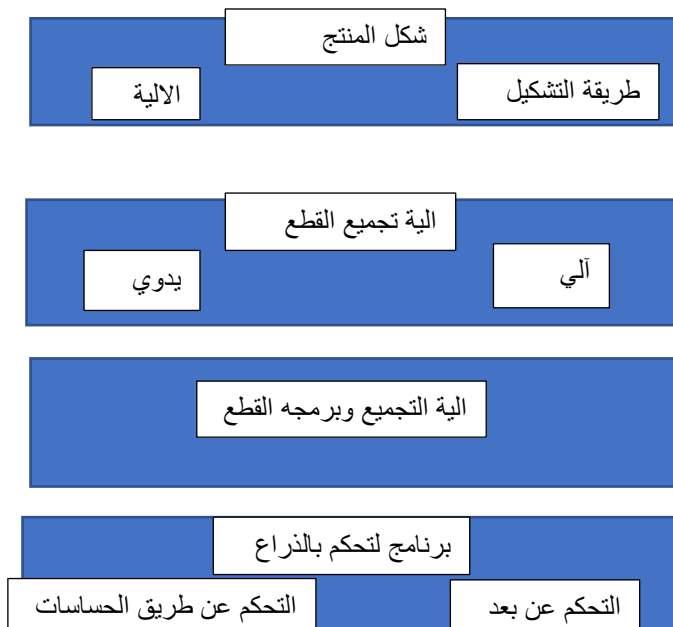 شكل المنتج
طريقة التشكيل
الالية
الية تجميع القطع
آلي
يدوي
الية التجميع وبرمجه القطع
برنامج لتحكم بالذراع
التحكم عن بعد
التحكم عن طريق الحساسات